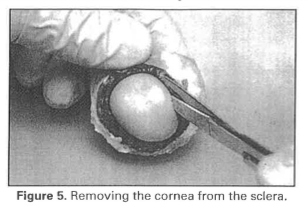 Figure 5. Removing the cornea from the sclera.